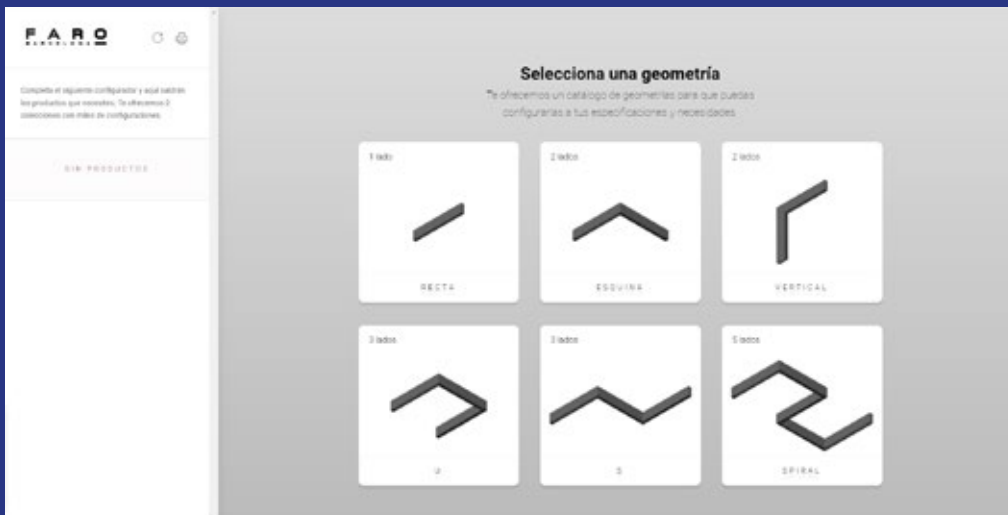 FARO
BARCELONA
Completa el siguiente configurador y aquí saldrán
los productos que necesites. Te ofrecemos 2
colecciones con miles de configuraciones.
SIN PRODUCTOS
Selecciona una geometría
Te ofrecemos un catálogo de geometrías para que puedas
configurarlas a tus especificaciones y necesidades
1 lado
RECTA
2 lados
ESQUINA
2 lados
VERTICAL
3 lados
U
3 lados
S
5 lados
SPIRAL